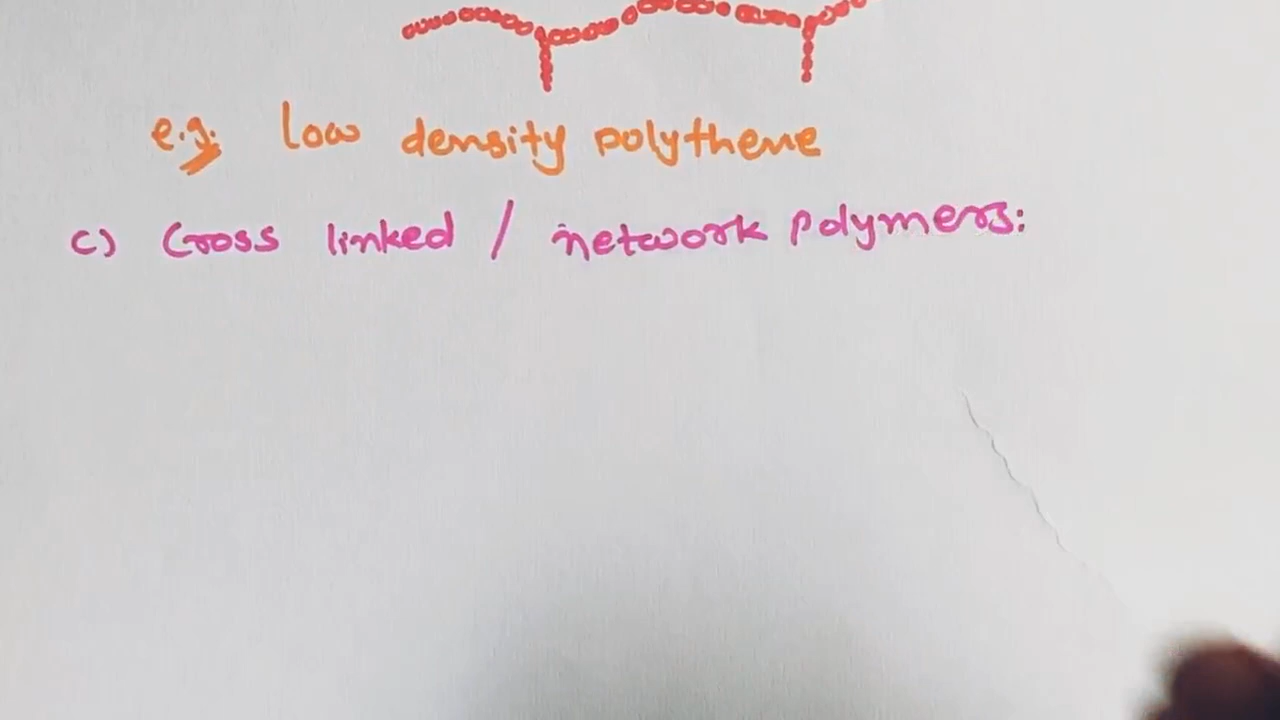 e.g. Low density polythene
c) Cross linked / network polymers: